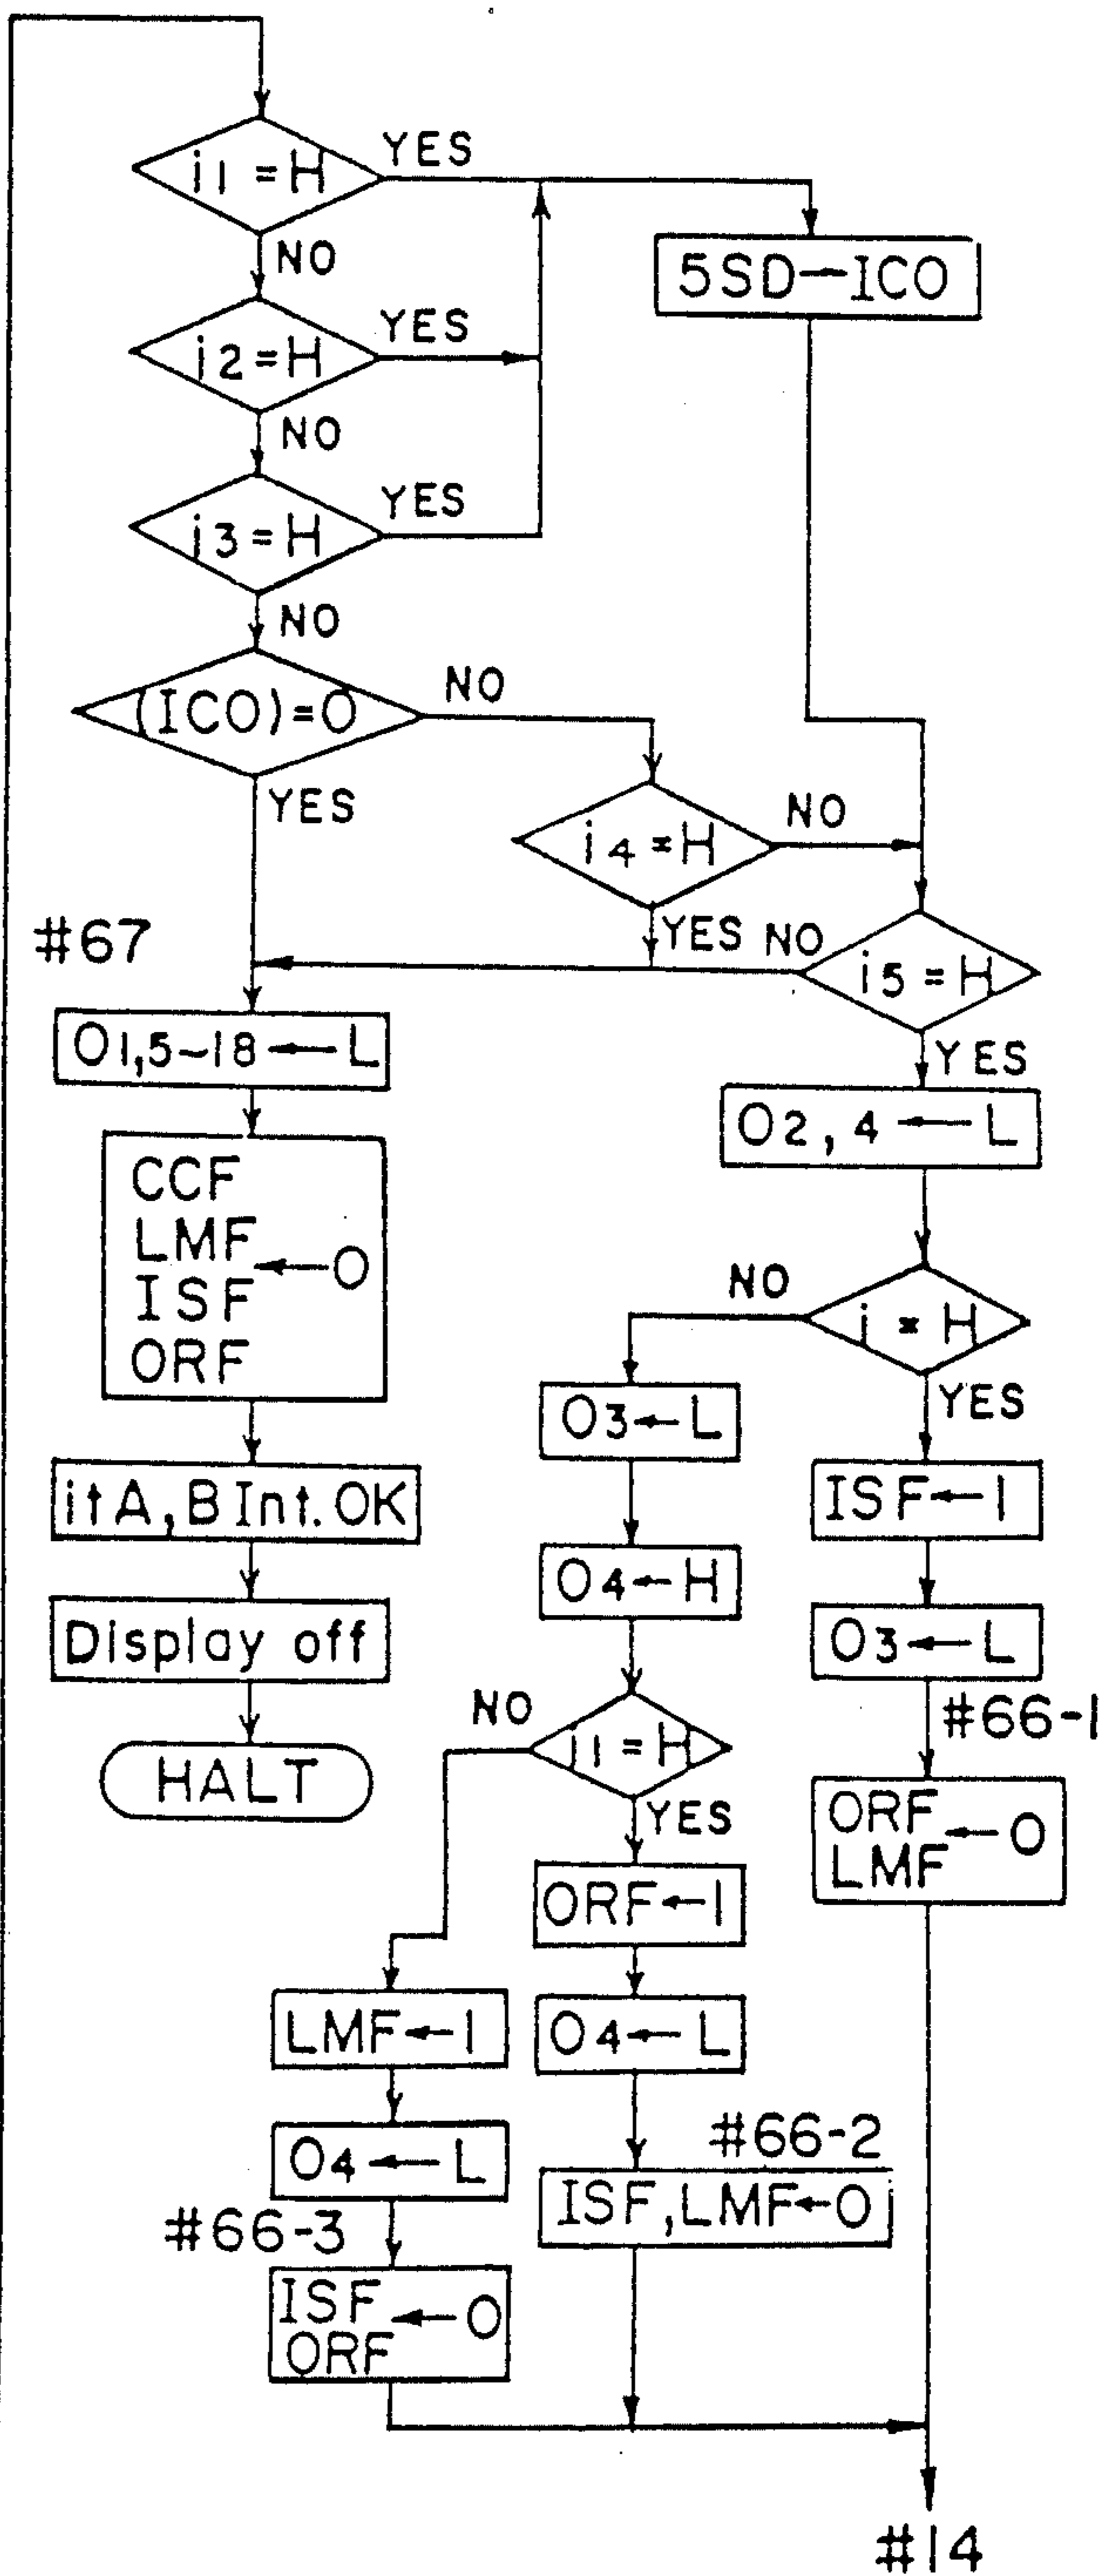 i1 = H
YES
NO
5SD←ICO
i2 = H
YES
NO
i3 = H
YES
NO
(ICO)=0
NO
YES
i4 = H
NO
YES
#67
NO
i5 = H
YES
O1,5~18 ← L
O2, 4 ← L
CCF
LMF
ISF
ORF
← 0
i = H
NO
YES
O3 ← L
ISF ← 1
itA, B Int. OK
O4 ← H
O3 ← L
Display off
#66-1
NO
i1 = H
YES
HALT
ORF
LMF
← 0
ORF ← 1
LMF ← 1
O4 ← L
O4 ← L
#66-2
ISF, LMF ← 0
#66-3
ISF
ORF
← 0
#14